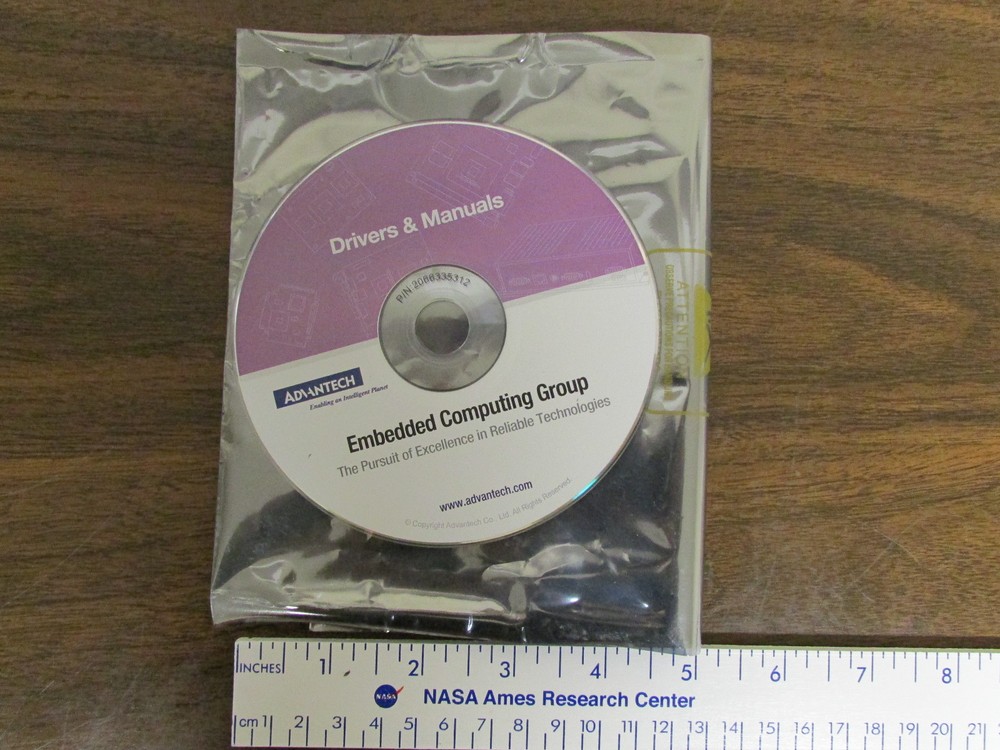 Drivers & Manuals
P/N 2066335312
ADVANTECH
Enabling an Intelligent Planet
Embedded Computing Group
The Pursuit of Excellence in Reliable Technologies
www.advantech.com
© Copyright Advantech Co., Ltd. All Rights Reserved.
ATTENTION
INCHES 1 2 3 4 5 6 7 8
NASA NASA Ames Research Center
cm 1 2 3 4 5 6 7 8 9 10 11 12 13 14 15 16 17 18 19 20 21